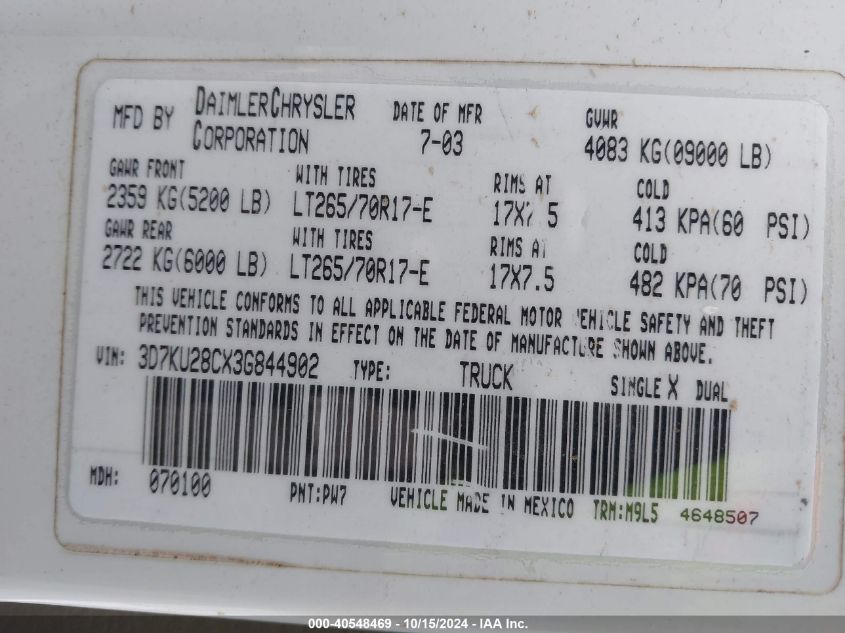 MFD BY DAIMLERCHRYSLER CORPORATION DATE OF MFR 7-03 GVWR 4083 KG(09000 LB)
GAWR FRONT WITH TIRES RIMS AT COLD
2359 KG(5200 LB) LT265/70R17-E 17X7.5 413 KPA(60 PSI)
GAWR REAR WITH TIRES RIMS AT COLD
2722 KG(6000 LB) LT265/70R17-E 17X7.5 482 KPA(70 PSI)
THIS VEHICLE CONFORMS TO ALL APPLICABLE FEDERAL MOTOR VEHICLE SAFETY AND THEFT
PREVENTION STANDARDS IN EFFECT ON THE DATE OF MANUFACTURE SHOWN ABOVE.
VIN: 3D7KU28CX3G844902 TYPE: TRUCK SINGLE X DUAL
MDH: 070100 PNT:PW7 VEHICLE MADE IN MEXICO TRM:M9L5 4648507
000-40548469 - 10/15/2024 - IAA Inc.